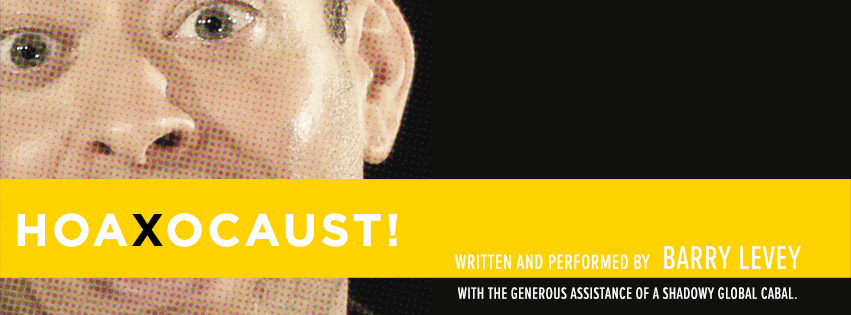 HOAXOCAUST!
WRITTEN AND PERFORMED BY BARRY LEVEY
WITH THE GENEROUS ASSISTANCE OF A SHADOWY GLOBAL CABAL.